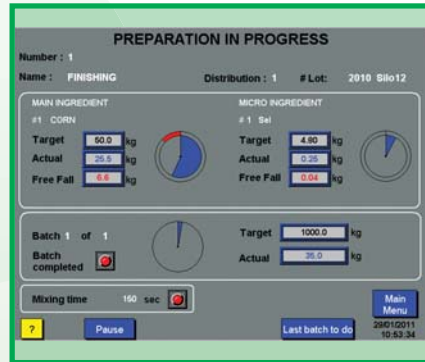 PREPARATION IN PROGRESS
Number : 1
Name : FINISHING Distribution : 1 # Lot: 2010 Silo12
MAIN INGREDIENT MICRO INGREDIENT
#1 CORN # 1 Sel
Target 50.0 kg Target 4.80 kg
Actual 25.5 kg Actual 0.25 kg
Free Fall 6.6 kg Free Fall 0.04 kg
Batch 1 of 1 Target 1000.0 kg
Batch completed Actual 35.0 kg
Mixing time 150 sec
Main Menu
? Pause Last batch to do 29/01/2011
10:53:34